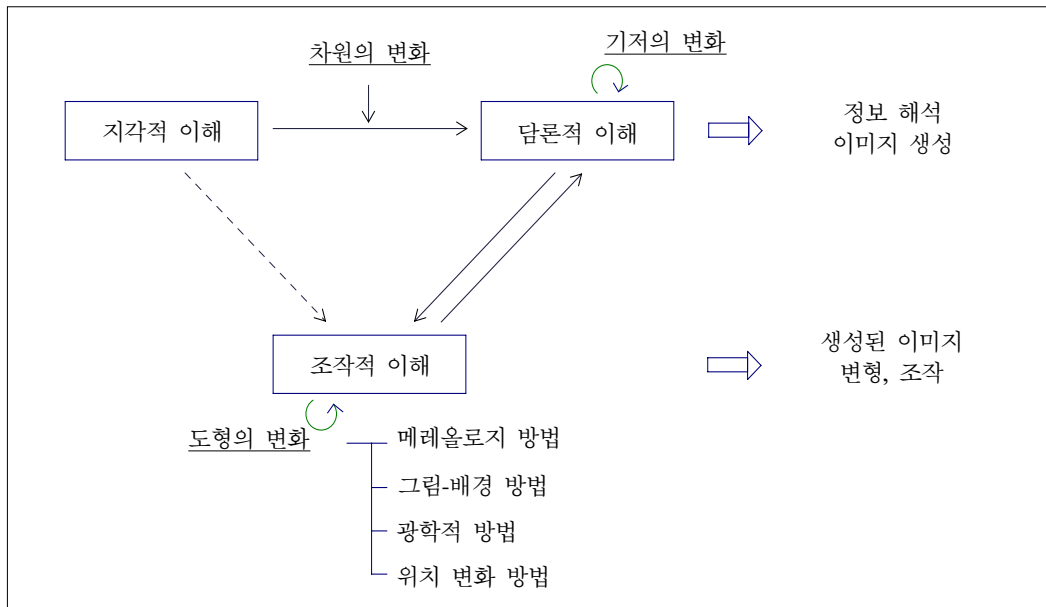 차원의 변화
기저의 변화
지각적 이해
담론적 이해
정보 해석
이미지 생성
조작적 이해
생성된 이미지
변형, 조작
도형의 변화
메레올로지 방법
그림-배경 방법
광학적 방법
위치 변화 방법